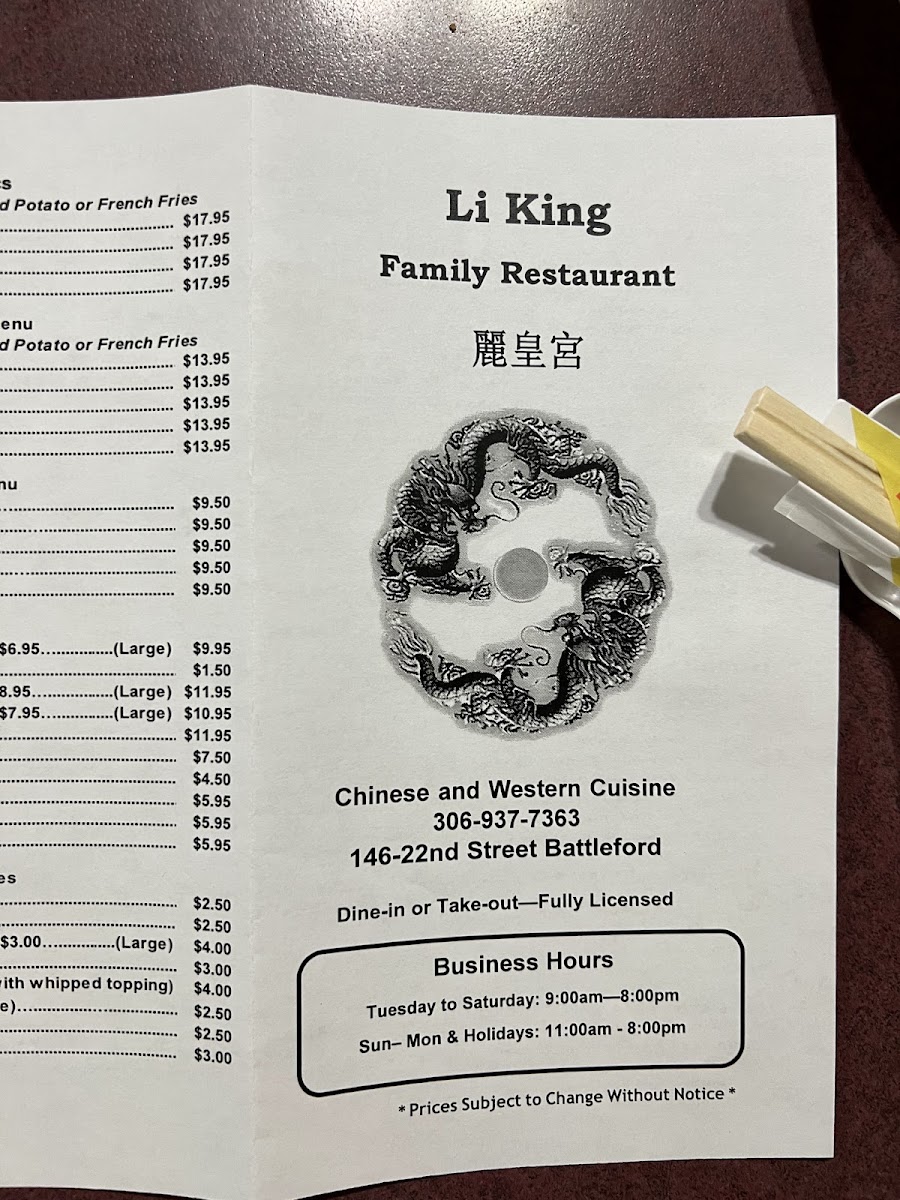 d Potato or French Fries
$17.95
$17.95
$17.95
$17.95
enu
d Potato or French Fries
$13.95
$13.95
$13.95
$13.95
$13.95
nu
$9.50
$9.50
$9.50
$9.50
$9.50
$6.95................(Large) $9.95
$1.50
8.95..................(Large) $11.95
$7.95................(Large) $10.95
$11.95
$7.50
$4.50
$5.95
$5.95
$5.95
es
$2.50
$2.50
$3.00................(Large) $4.00
$3.00
ith whipped topping) $4.00
e)..................................... $2.50
$2.50
$3.00
Li King
Family Restaurant
麗皇宮
Chinese and Western Cuisine
306-937-7363
146-22nd Street Battleford
Dine-in or Take-out—Fully Licensed
Business Hours
Tuesday to Saturday: 9:00am—8:00pm
Sun– Mon & Holidays: 11:00am - 8:00pm
* Prices Subject to Change Without Notice *